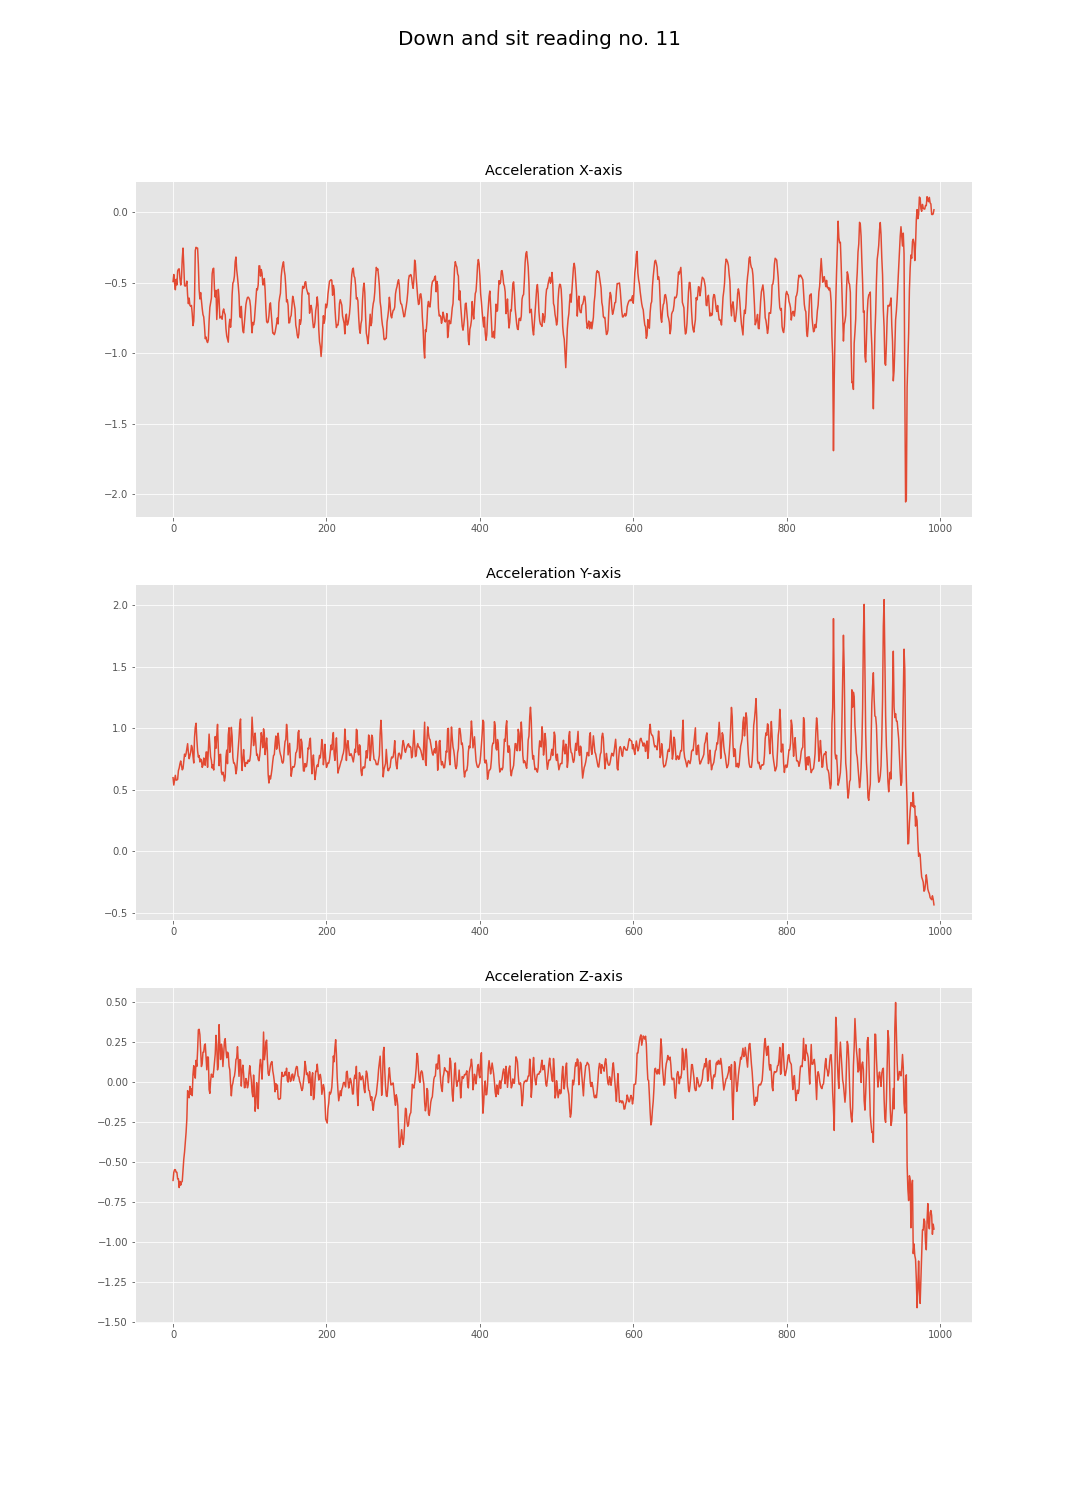 Down and sit reading no. 11
Acceleration X-axis
0.0
−0.5
−1.0
−1.5
−2.0
0 200 400 600 800 1000
Acceleration Y-axis
2.0
1.5
1.0
0.5
0.0
−0.5
0 200 400 600 800 1000
Acceleration Z-axis
0.50
0.25
0.00
−0.25
−0.50
−0.75
−1.00
−1.25
−1.50
0 200 400 600 800 1000